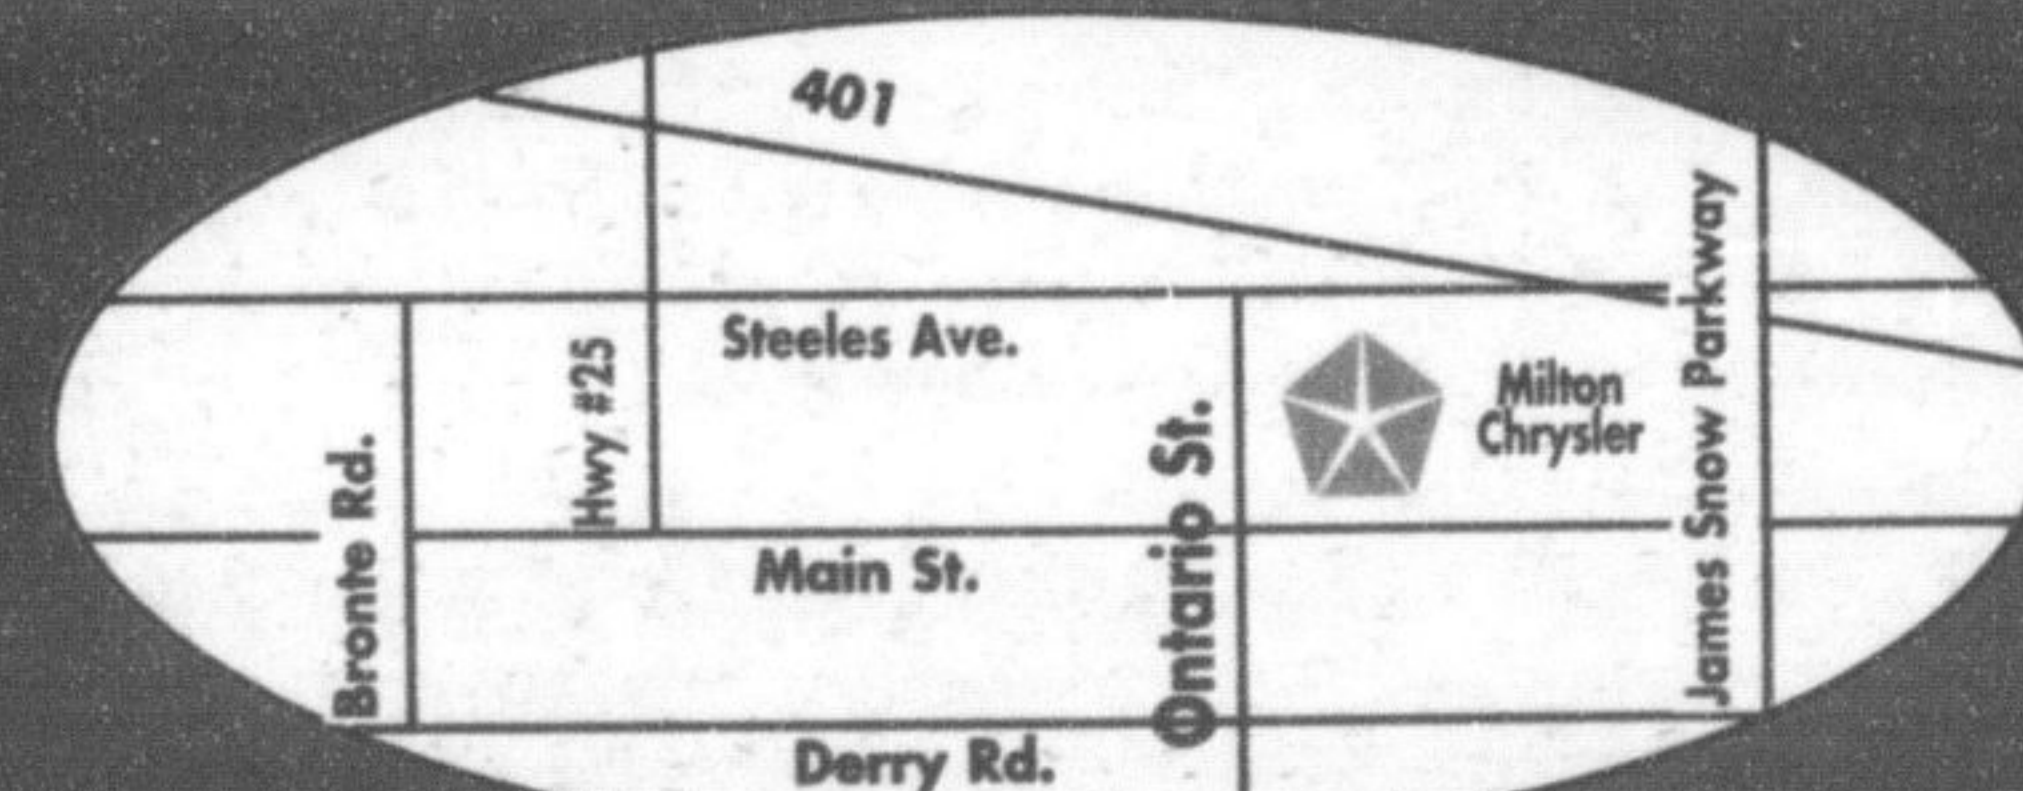 401
Steeles Ave.
Hwy #25
Milton
Chrysler
James Snow Parkway
Bronte Rd.
Ontario St.
Main St.
Derry Rd.